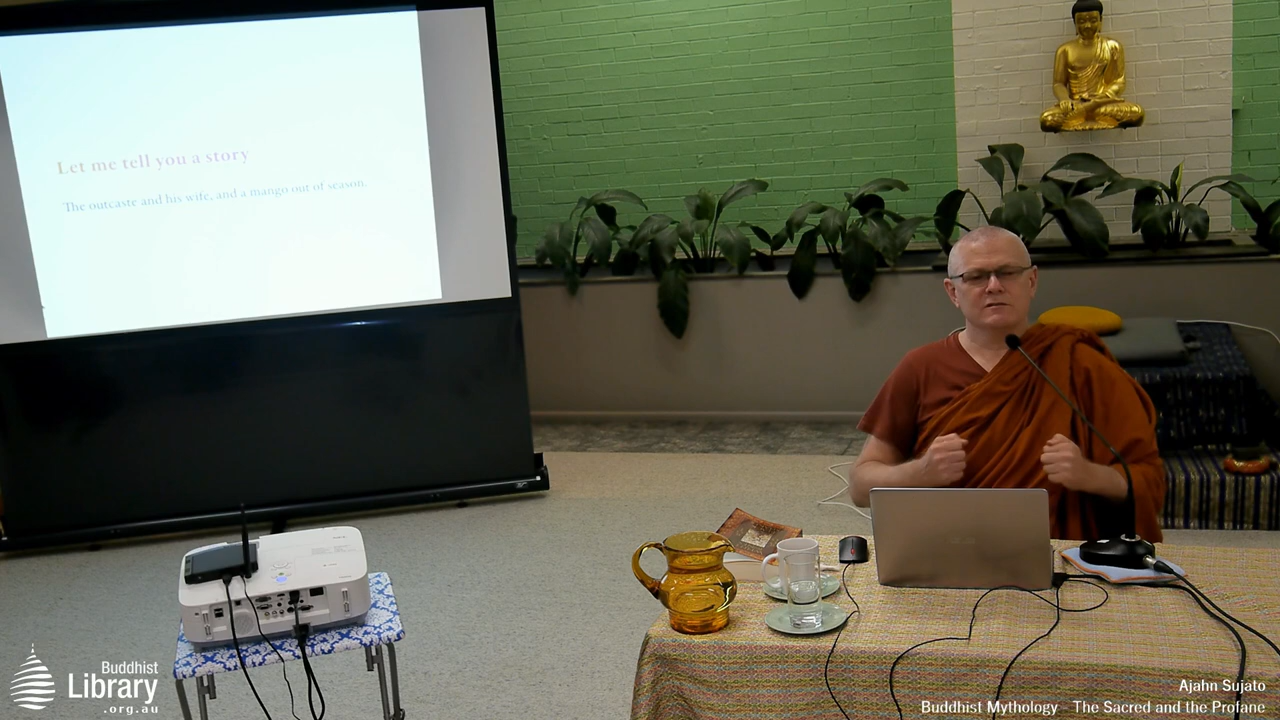 Let me tell you a story
The outcaste and his wife, and a mango out of season.
Buddhist
Library
.org.au
Ajahn Sujato
Buddhist Mythology The Sacred and the Profane